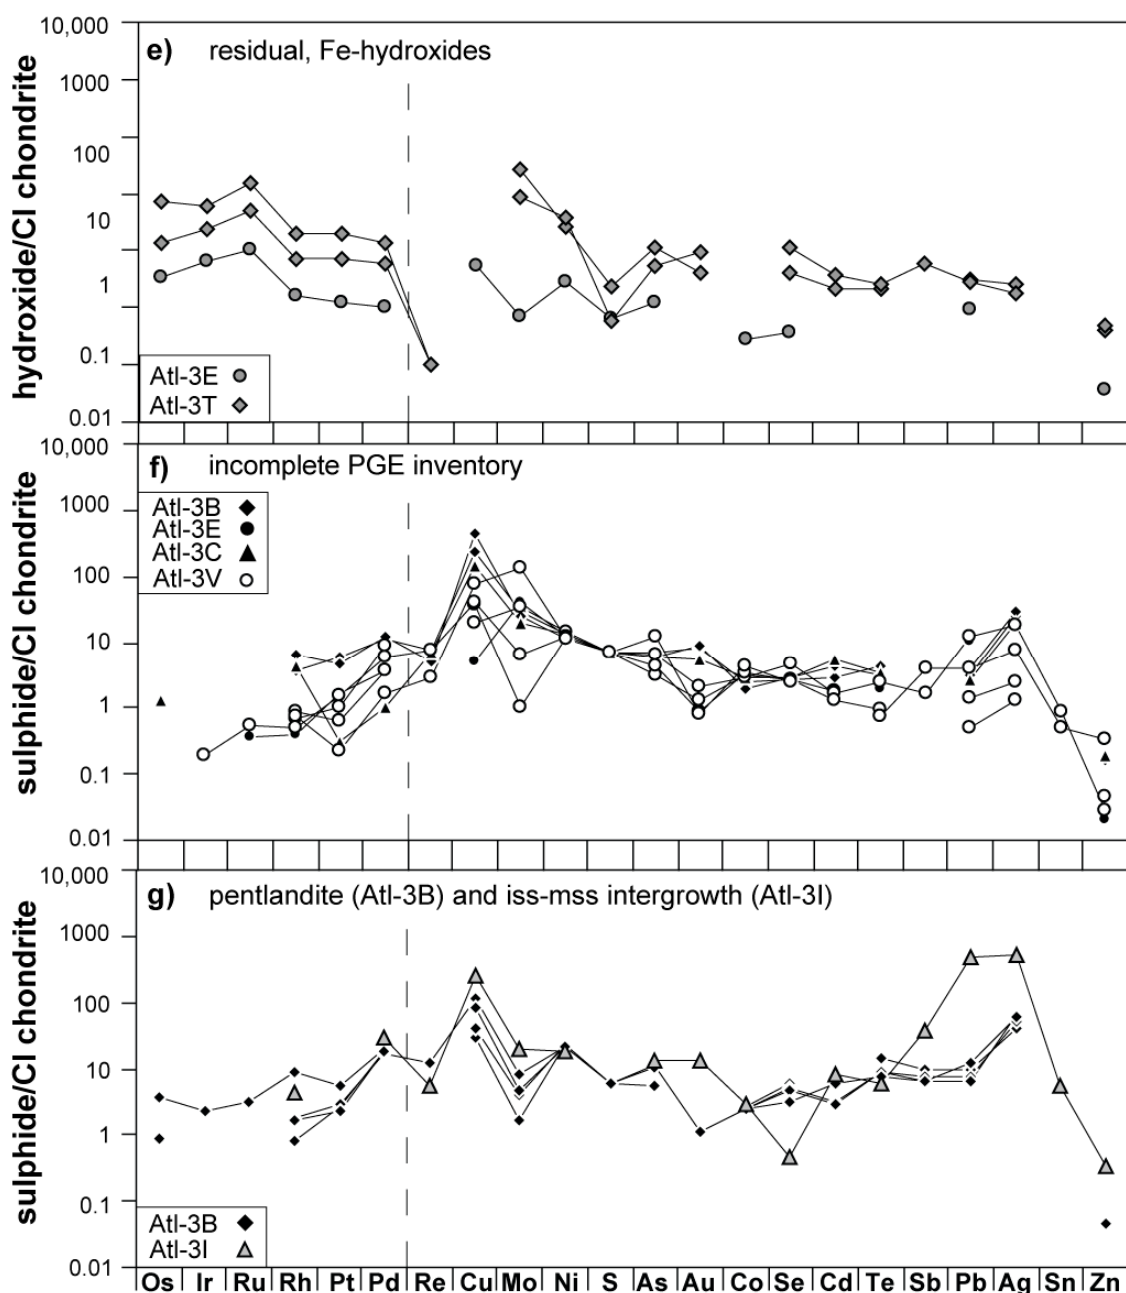 e) residual, Fe-hydroxides
hydroxide/CI chondrite
10,000
1000
100
10
1
0.1
0.01
Atl-3E
Atl-3T
f) incomplete PGE inventory
sulphide/CI chondrite
10,000
1000
100
10
1
0.1
0.01
Atl-3B
Atl-3E
Atl-3C
Atl-3V
g) pentlandite (Atl-3B) and iss-mss intergrowth (Atl-3I)
sulphide/CI chondrite
10,000
1000
100
10
1
0.1
0.01
Atl-3B
Atl-3I
Os Ir Ru Rh Pt Pd Re Cu Mo Ni S As Au Co Se Cd Te Sb Pb Ag Sn Zn